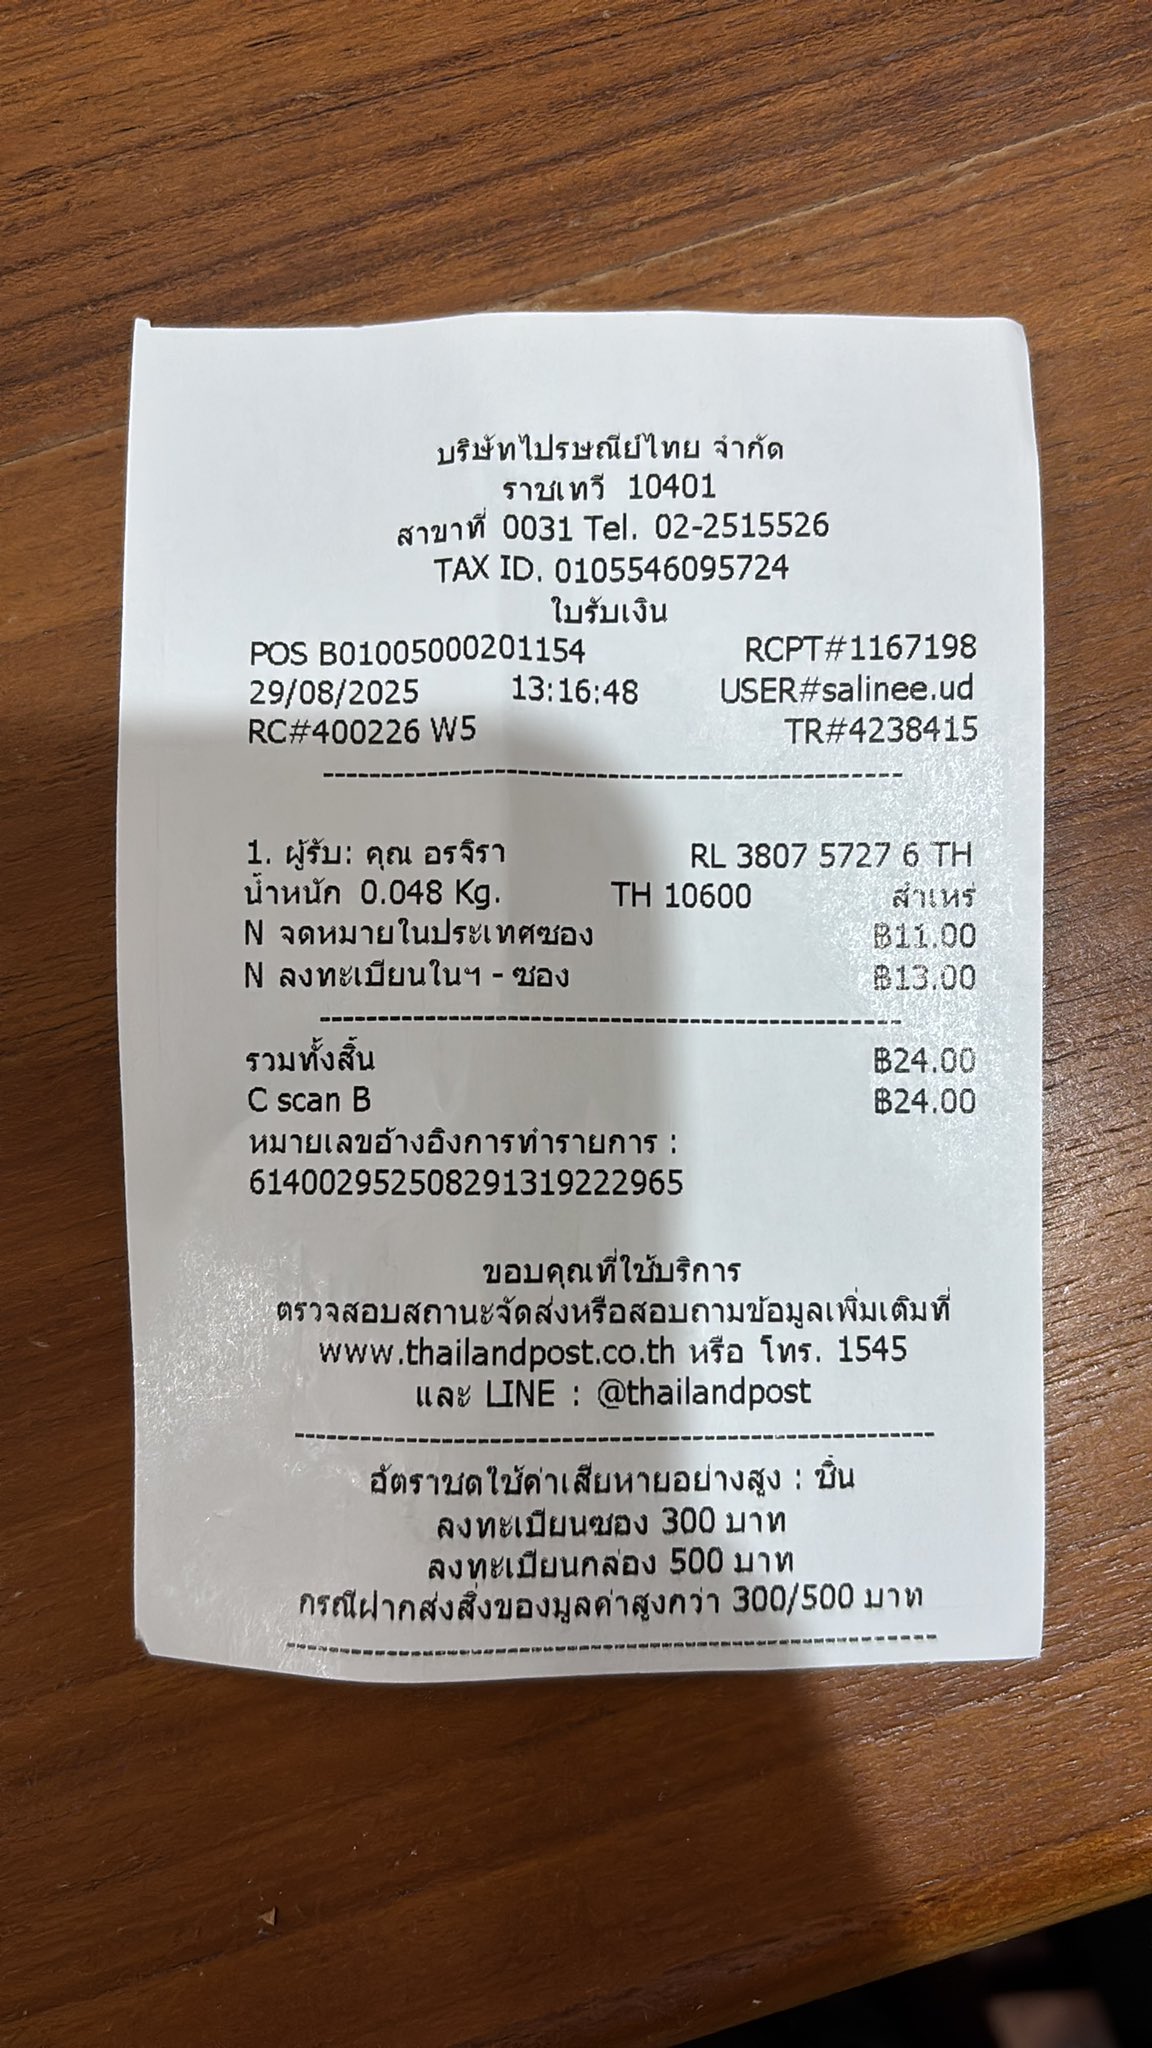 บริษัทไปรษณีย์ไทย จำกัด
ราชเทวี 10401
สาขาที่ 0031 Tel. 02-2515526
TAX ID. 0105546095724
ใบรับเงิน
POS B01005000201154 RCPT#1167198
29/08/2025 13:16:48 USER#salinee.ud
RC#400226 W5 TR#4238415
1. ผู้รับ: คุณ อรจิรา RL 3807 5727 6 TH
น้ำหนัก 0.048 Kg. TH 10600 สำเหร่
N จดหมายในประเทศซอง ฿11.00
N ลงทะเบียนในฯ - ซอง ฿13.00
รวมทั้งสิ้น ฿24.00
C scan B ฿24.00
หมายเลขอ้างอิงการทำรายการ :
614002952508291319222965
ขอบคุณที่ใช้บริการ
ตรวจสอบสถานะจัดส่งหรือสอบถามข้อมูลเพิ่มเติมที่
www.thailandpost.co.th หรือ โทร. 1545
และ LINE : @thailandpost
อัตราชดใช้ค่าเสียหายอย่างสูง : ชิ้น
ลงทะเบียนซอง 300 บาท
ลงทะเบียนกล่อง 500 บาท
กรณีฝากส่งสิ่งของมูลค่าสูงกว่า 300/500 บาท